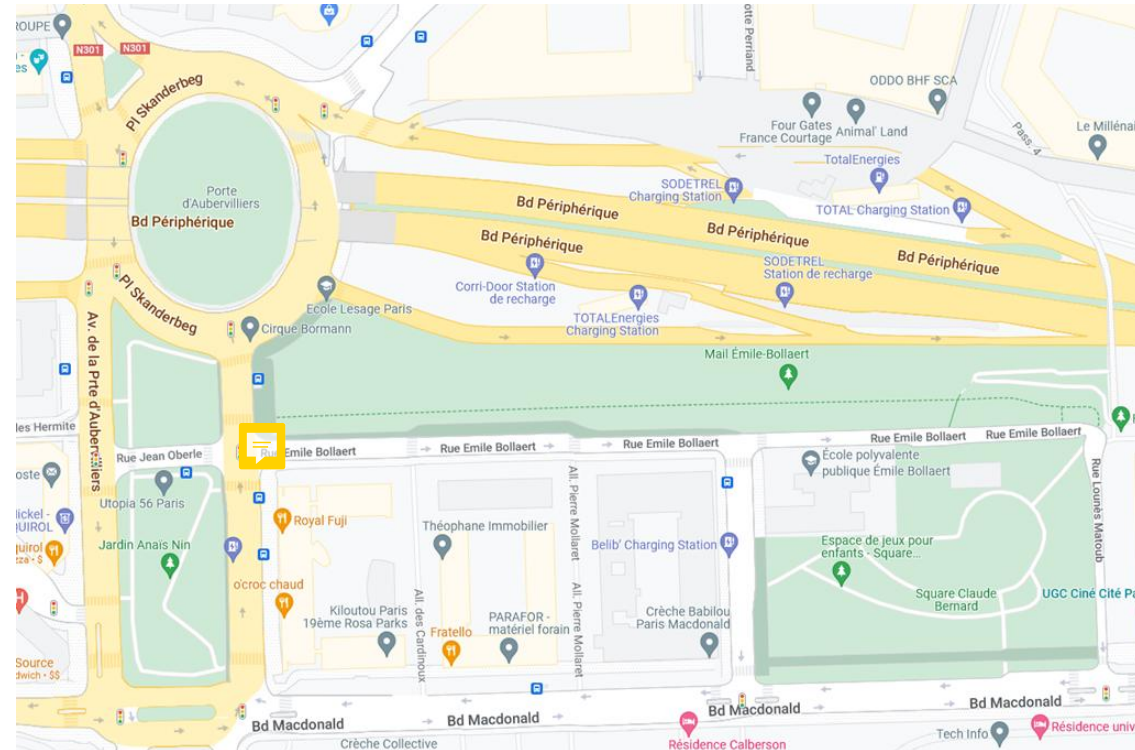 ROUPE
N301
N301
Pl Skanderbeg
otte Perriand
ODDO BHF SCA
Four Gates
France Courtage
Animal' Land
Pass. 4
Le Millénai
TotalEnergies
Porte
d'Aubervilliers
Bd Périphérique
SODETREL
Charging Station
TOTAL Charging Station
Bd Périphérique
Bd Périphérique
Bd Périphérique
Bd Périphérique
SODETREL
Station de recharge
Corri-Door Station
de recharge
TOTALEnergies
Charging Station
Pl Skanderbeg
Ecole Lesage Paris
Cirque Bormann
Av. de la Prte d'Aubervilliers
Mail Émile-Bollaert
les Hermite
Rue Jean Oberle
Rue Emile Bollaert
Rue Emile Bollaert
Rue Emile Bollaert
Rue Emile Bollaert
Rue Emile Bollaert
oste
Utopia 56 Paris
École polyvalente
publique Émile Bollaert
Rue Lounès Matoub
All. Pierre Mollaret
Nickel -
QUIROL
Royal Fuji
Théophane Immobilier
Jardin Anaïs Nin
Belib' Charging Station
Espace de jeux pour
enfants - Square...
o'croc chaud
All. des Cardinoux
All. Pierre Mollaret
Square Claude
Bernard
UGC Ciné Cité Pa
Kiloutou Paris
19ème Rosa Parks
Fratello
PARAFOR -
matériel forain
Crèche Babilou
Paris Macdonald
Source
dwich • $$
Bd Macdonald
Bd Macdonald
Bd Macdonald
Bd Macdonald
Crèche Collective
Résidence Calberson
Tech Info
Résidence univ